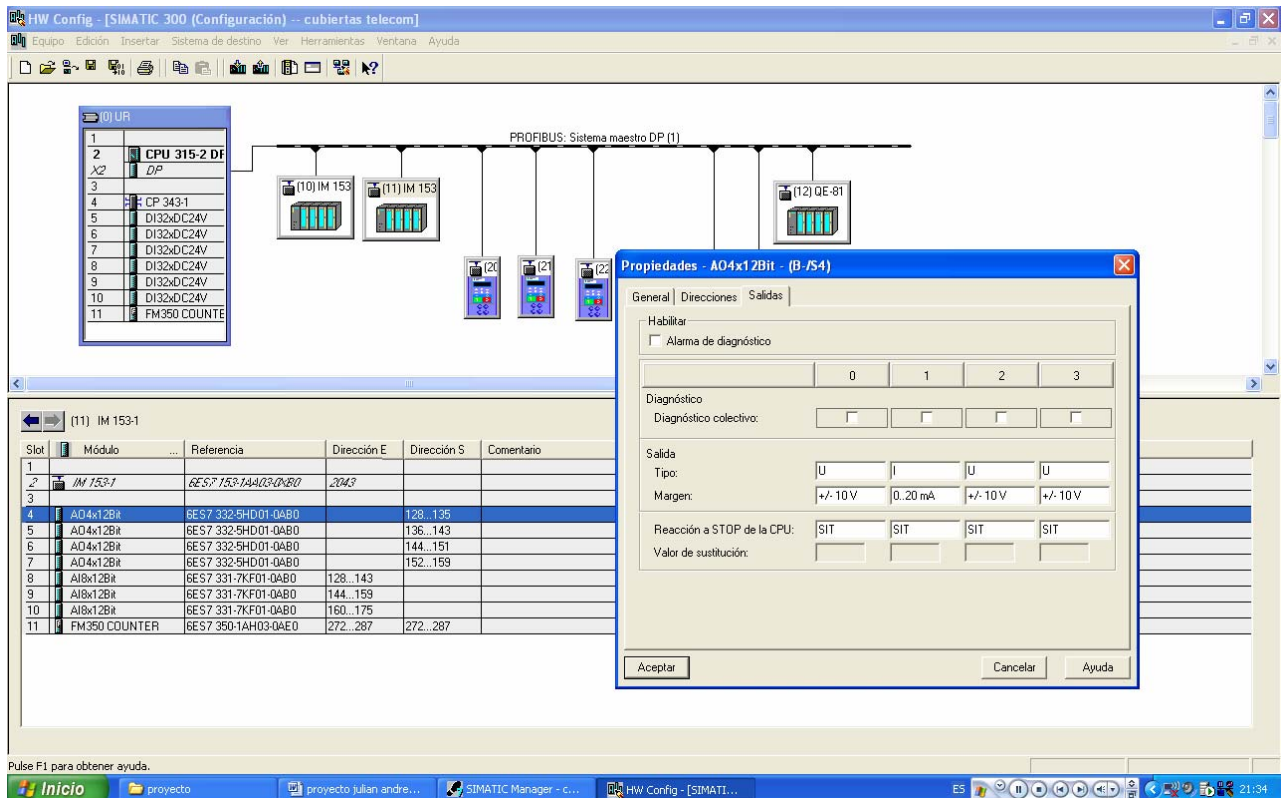 HW Config - [SIMATIC 300 (Configuración) -- cubiertas telecom]
Equipo Edición Insertar Sistema de destino Ver Herramientas Ventana Ayuda
(0) UR
1
2 CPU 315-2 DP
X2 DP
3
4 CP 343-1
5 DI32xDC24V
6 DI32xDC24V
7 DI32xDC24V
8 DI32xDC24V
9 DI32xDC24V
10 DI32xDC24V
11 FM350 COUNTE
PROFIBUS: Sistema maestro DP (1)
(10) IM 153
(11) IM 153
(12) QE-81
(20
(21
(22
Propiedades - AO4x12Bit - (B-/S4)
General Direcciones Salidas
Habilitar
Alarma de diagnóstico
0 1 2 3
Diagnóstico
Diagnóstico colectivo:
Salida
Tipo: U I U U
Margen: +/- 10 V 0..20 mA +/- 10 V +/- 10 V
Reacción a STOP de la CPU: SIT SIT SIT SIT
Valor de sustitución:
Aceptar Cancelar Ayuda
(11) IM 153-1
Slot Módulo ... Referencia Dirección E Dirección S Comentario
1
2 IM 153-1 6ES7 153-1AA03-0XB0 2043
3
4 AO4x12Bit 6ES7 332-5HD01-0AB0 128...135
5 AO4x12Bit 6ES7 332-5HD01-0AB0 136...143
6 AO4x12Bit 6ES7 332-5HD01-0AB0 144...151
7 AO4x12Bit 6ES7 332-5HD01-0AB0 152...159
8 AI8x12Bit 6ES7 331-7KF01-0AB0 128...143
9 AI8x12Bit 6ES7 331-7KF01-0AB0 144...159
10 AI8x12Bit 6ES7 331-7KF01-0AB0 160...175
11 FM350 COUNTER 6ES7 350-1AH03-0AE0 272...287 272...287
Pulse F1 para obtener ayuda.
Inicio proyecto proyecto julian andre... SIMATIC Manager - c... HW Config - [SIMATI... ES 21:34